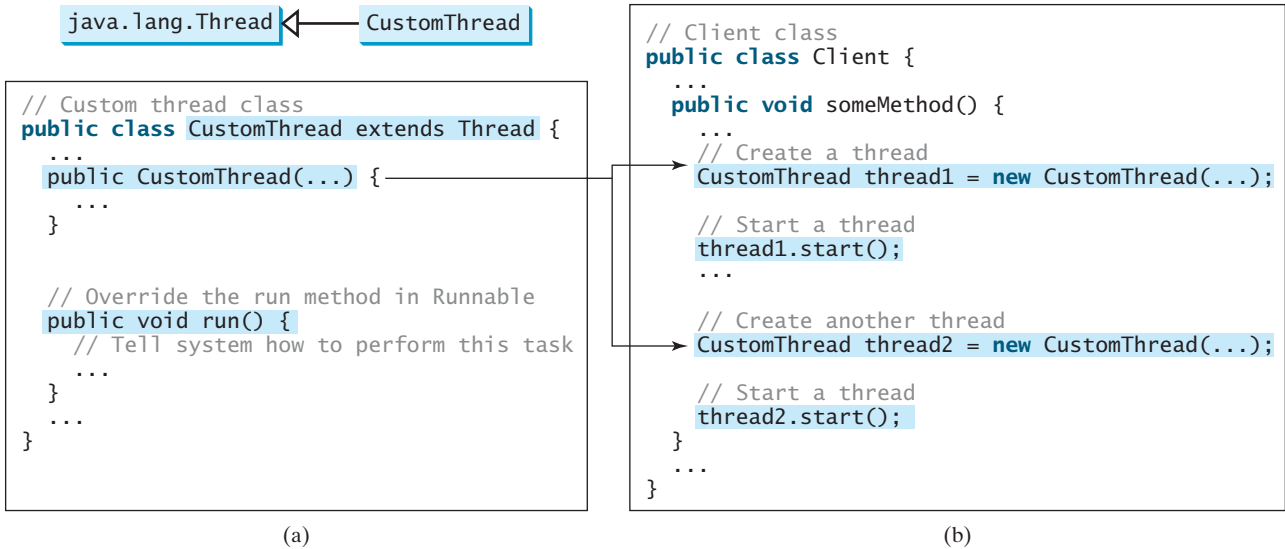 java.lang.Thread
CustomThread
// Custom thread class
public class CustomThread extends Thread {
...
public CustomThread(...) {
...
}
// Override the run method in Runnable
public void run() {
// Tell system how to perform this task
...
}
...
}
(a)
// Client class
public class Client {
...
public void someMethod() {
...
// Create a thread
CustomThread thread1 = new CustomThread(...);
// Start a thread
thread1.start();
...
// Create another thread
CustomThread thread2 = new CustomThread(...);
// Start a thread
thread2.start();
}
...
}
(b)